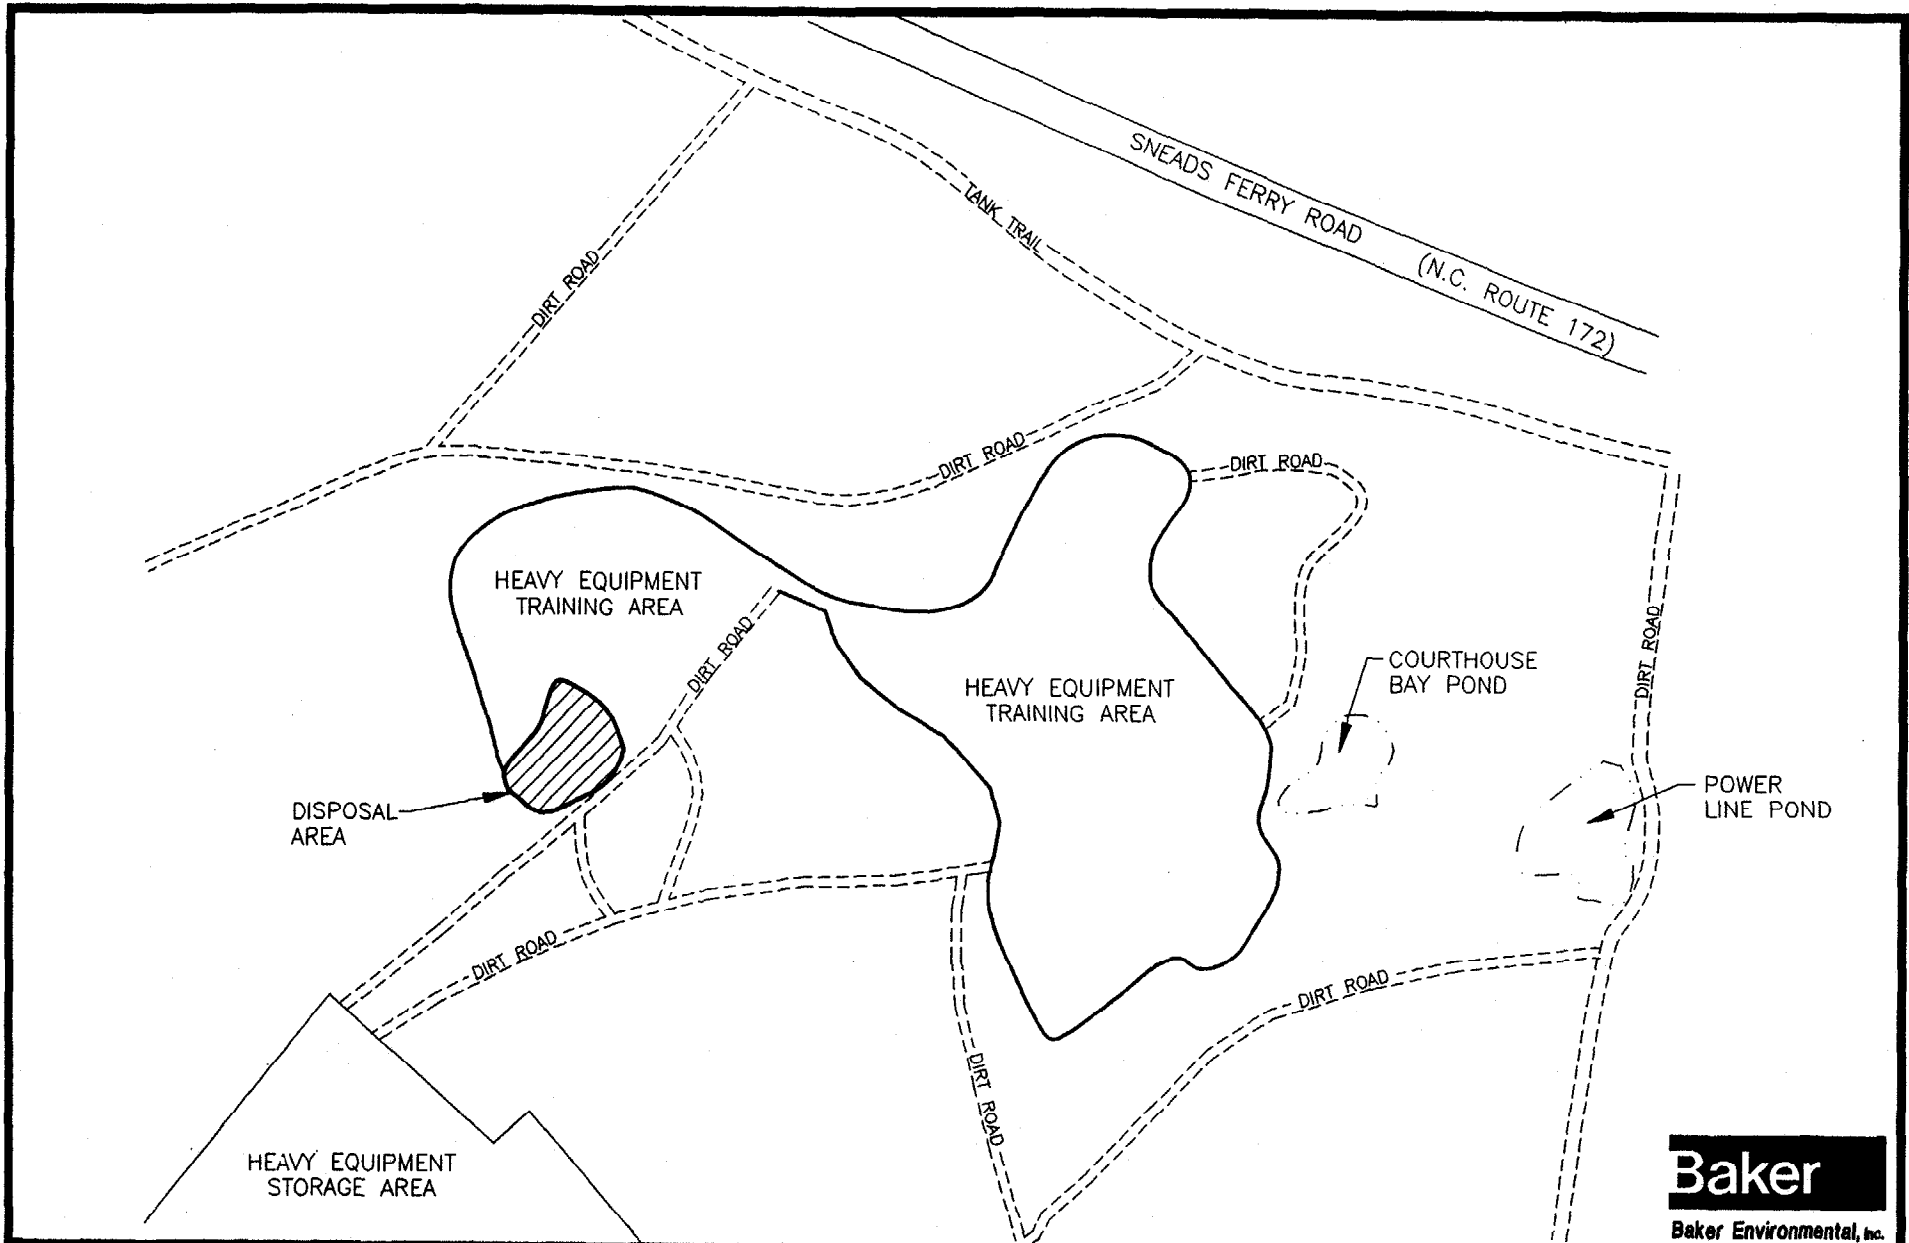 SNEADS FERRY ROAD
(N.C. ROUTE 172)
TANK TRAIL
DIRT ROAD
DIRT ROAD
DIRT ROAD
HEAVY EQUIPMENT
TRAINING AREA
DIRT ROAD
DIRT ROAD
COURTHOUSE
BAY POND
HEAVY EQUIPMENT
TRAINING AREA
POWER
LINE POND
DISPOSAL
AREA
DIRT ROAD
DIRT ROAD
DIRT ROAD
HEAVY EQUIPMENT
STORAGE AREA
Baker
Baker Environmental, Inc.